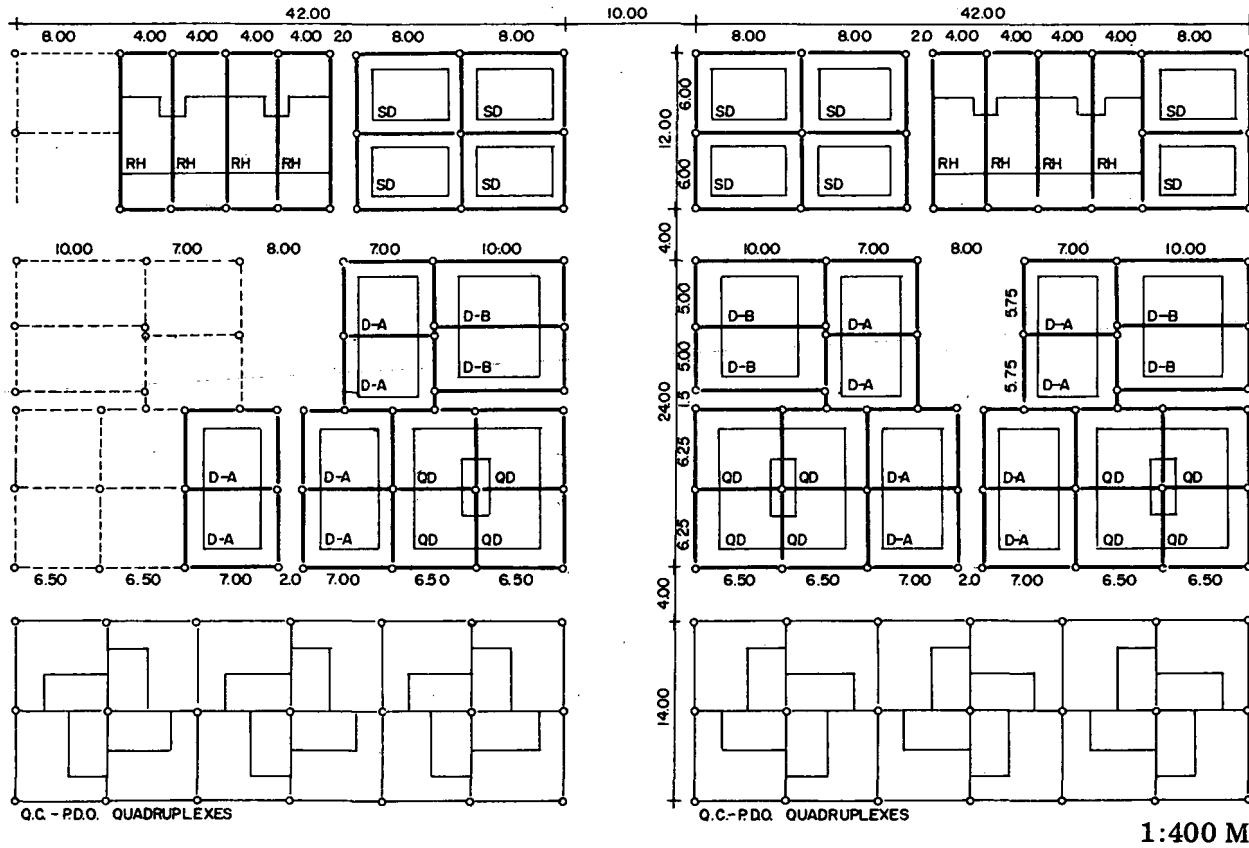 42.00 10.00 42.00
8.00 4.00 4.00 4.00 4.00 2.0 8.00 8.00 8.00 8.00 2.0 4.00 4.00 4.00 4.00 8.00
6.00
SD SD SD SD SD
12.00
RH RH RH RH RH RH RH RH
6.00
SD SD SD SD SD
4.00
10.00 7.00 8.00 7.00 10.00 10.00 7.00 8.00 7.00 10.00
5.00 5.75
D-A D-B D-B D-A D-A D-B
5.00 5.75
D-A D-B D-B D-A D-A D-B
24.00
1.5
6.25
D-A D-A QD QD QD QD D-A D-A QD QD
6.25
D-A D-A QD QD QD QD D-A D-A QD QD
6.50 6.50 7.00 2.0 7.00 6.50 6.50 6.50 6.50 7.00 2.0 7.00 6.50 6.50
4.00
14.00
Q.C. - P.D.O. QUADRUPLEXES Q.C. - P.D.O. QUADRUPLEXES
1:400 M